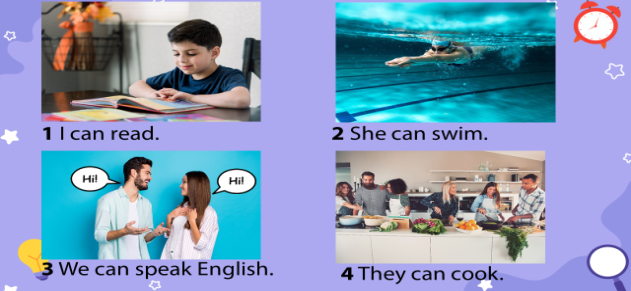 1 I can read.
2 She can swim.
Hi!
Hi!
3 We can speak English.
4 They can cook.